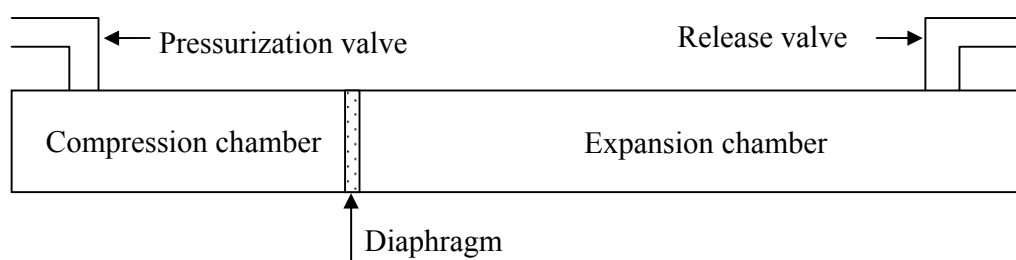 Pressurization valve
Release valve
Compression chamber
Expansion chamber
Diaphragm